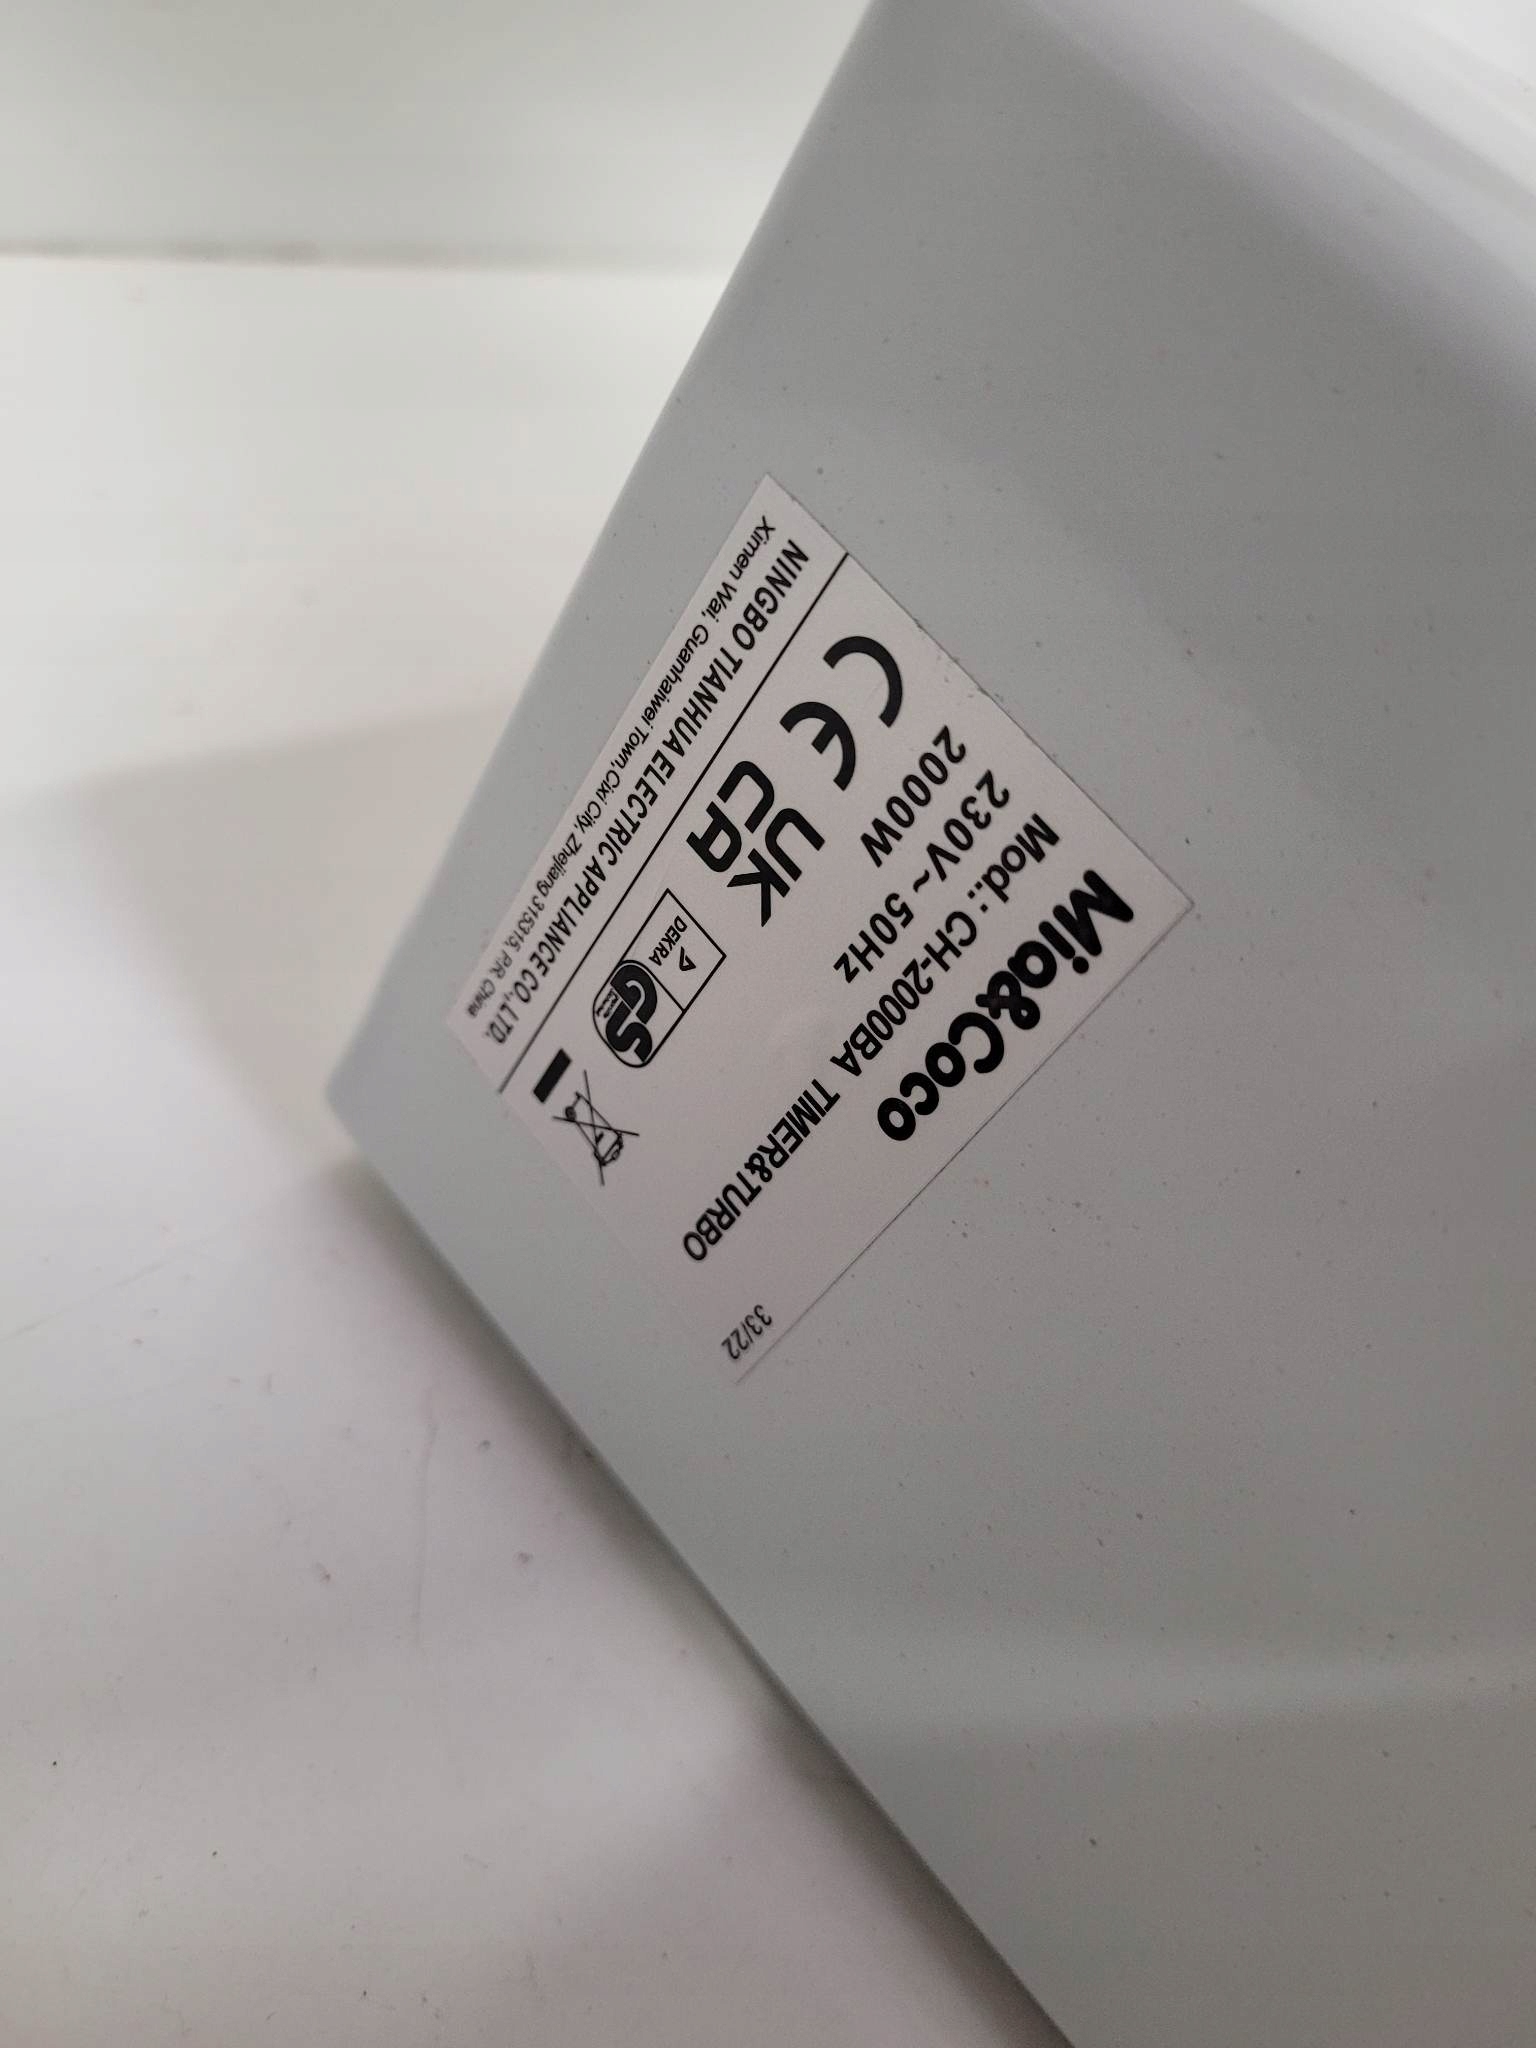 Mia&Coco
Mod.: CH-2000BA TIMER&TURBO
230V~ 50Hz
2000W
33/22
CE UK CA
DEKRA
GS
NINGBO TIANHUA ELECTRIC APPLIANCE CO., LTD.
Ximen Wai, Guanhaiwei Town, Cixi City, Zhejiang 315315, P.R. China